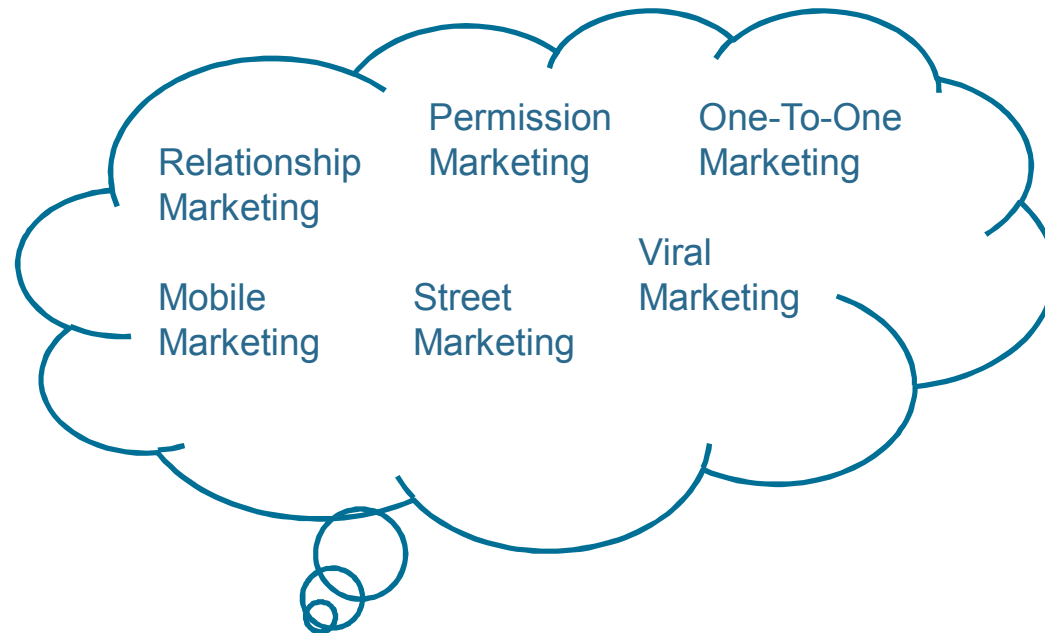 Relationship
Marketing
Permission
Marketing
One-To-One
Marketing
Mobile
Marketing
Street
Marketing
Viral
Marketing